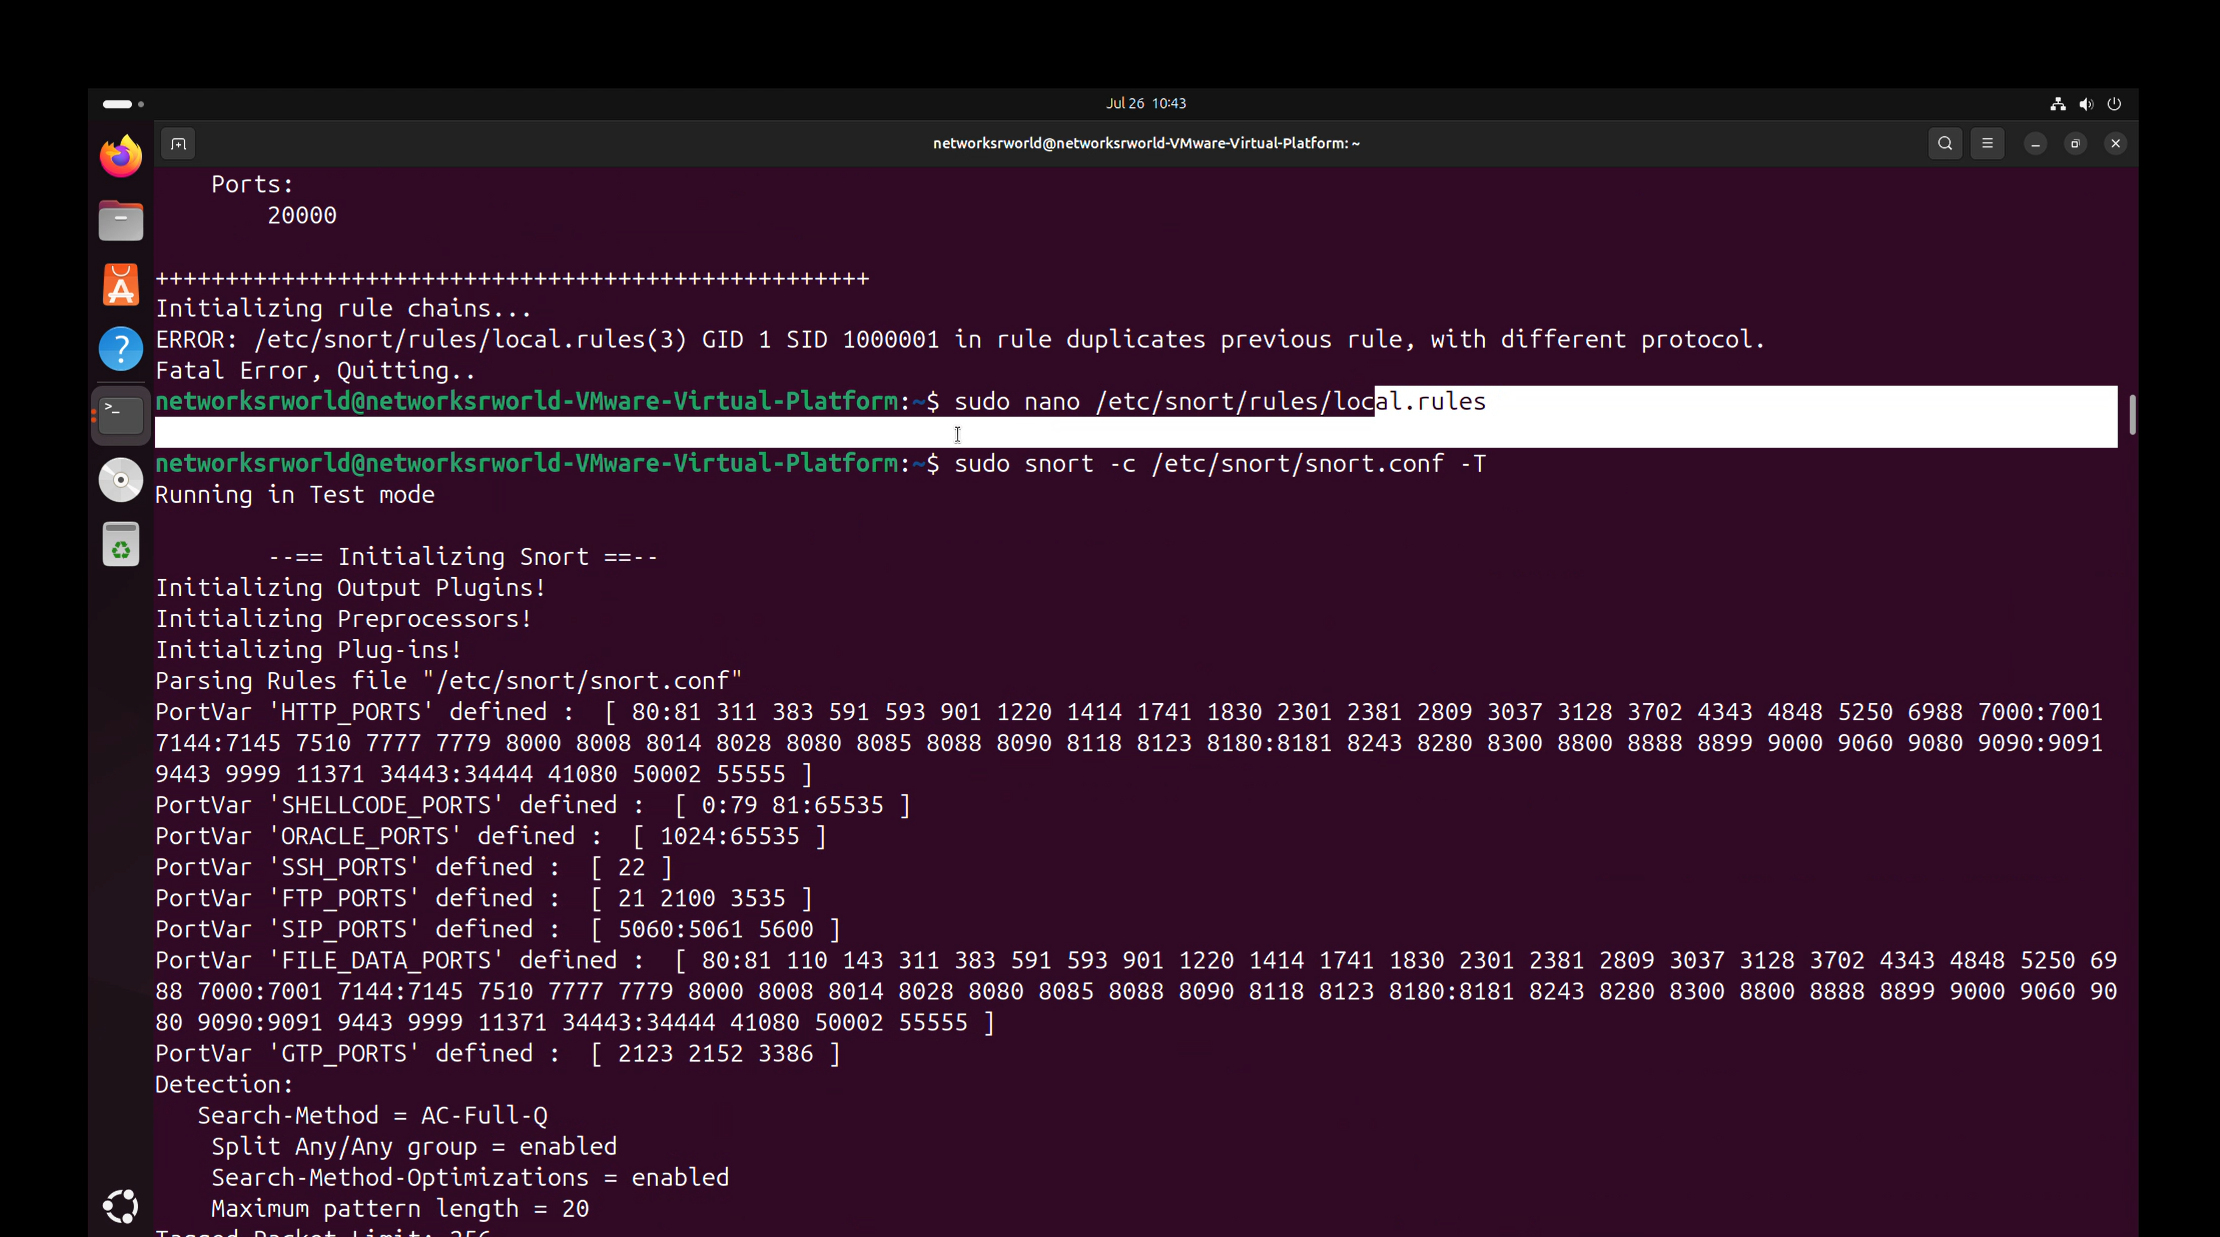 Jul 26 10:43
networksrworld@networksrworld-VMware-Virtual-Platform: ~
Ports:
20000
+++++++++++++++++++++++++++++++++++++++++++++++++++
Initializing rule chains...
ERROR: /etc/snort/rules/local.rules(3) GID 1 SID 1000001 in rule duplicates previous rule, with different protocol.
Fatal Error, Quitting..
networksrworld@networksrworld-VMware-Virtual-Platform:~$ sudo nano /etc/snort/rules/local.rules
networksrworld@networksrworld-VMware-Virtual-Platform:~$ sudo snort -c /etc/snort/snort.conf -T
Running in Test mode
--== Initializing Snort ==--
Initializing Output Plugins!
Initializing Preprocessors!
Initializing Plug-ins!
Parsing Rules file "/etc/snort/snort.conf"
PortVar 'HTTP_PORTS' defined :  [ 80:81 311 383 591 593 901 1220 1414 1741 1830 2301 2381 2809 3037 3128 3702 4343 4848 5250 6988 7000:7001
7144:7145 7510 7777 7779 8000 8008 8014 8028 8080 8085 8088 8090 8118 8123 8180:8181 8243 8280 8300 8800 8888 8899 9000 9060 9080 9090:9091
9443 9999 11371 34443:34444 41080 50002 55555 ]
PortVar 'SHELLCODE_PORTS' defined :  [ 0:79 81:65535 ]
PortVar 'ORACLE_PORTS' defined :  [ 1024:65535 ]
PortVar 'SSH_PORTS' defined :  [ 22 ]
PortVar 'FTP_PORTS' defined :  [ 21 2100 3535 ]
PortVar 'SIP_PORTS' defined :  [ 5060:5061 5600 ]
PortVar 'FILE_DATA_PORTS' defined :  [ 80:81 110 143 311 383 591 593 901 1220 1414 1741 1830 2301 2381 2809 3037 3128 3702 4343 4848 5250 69
88 7000:7001 7144:7145 7510 7777 7779 8000 8008 8014 8028 8080 8085 8088 8090 8118 8123 8180:8181 8243 8280 8300 8800 8888 8899 9000 9060 90
80 9090:9091 9443 9999 11371 34443:34444 41080 50002 55555 ]
PortVar 'GTP_PORTS' defined :  [ 2123 2152 3386 ]
Detection:
Search-Method = AC-Full-Q
Split Any/Any group = enabled
Search-Method-Optimizations = enabled
Maximum pattern length = 20
Tagged Packet Limit: 256